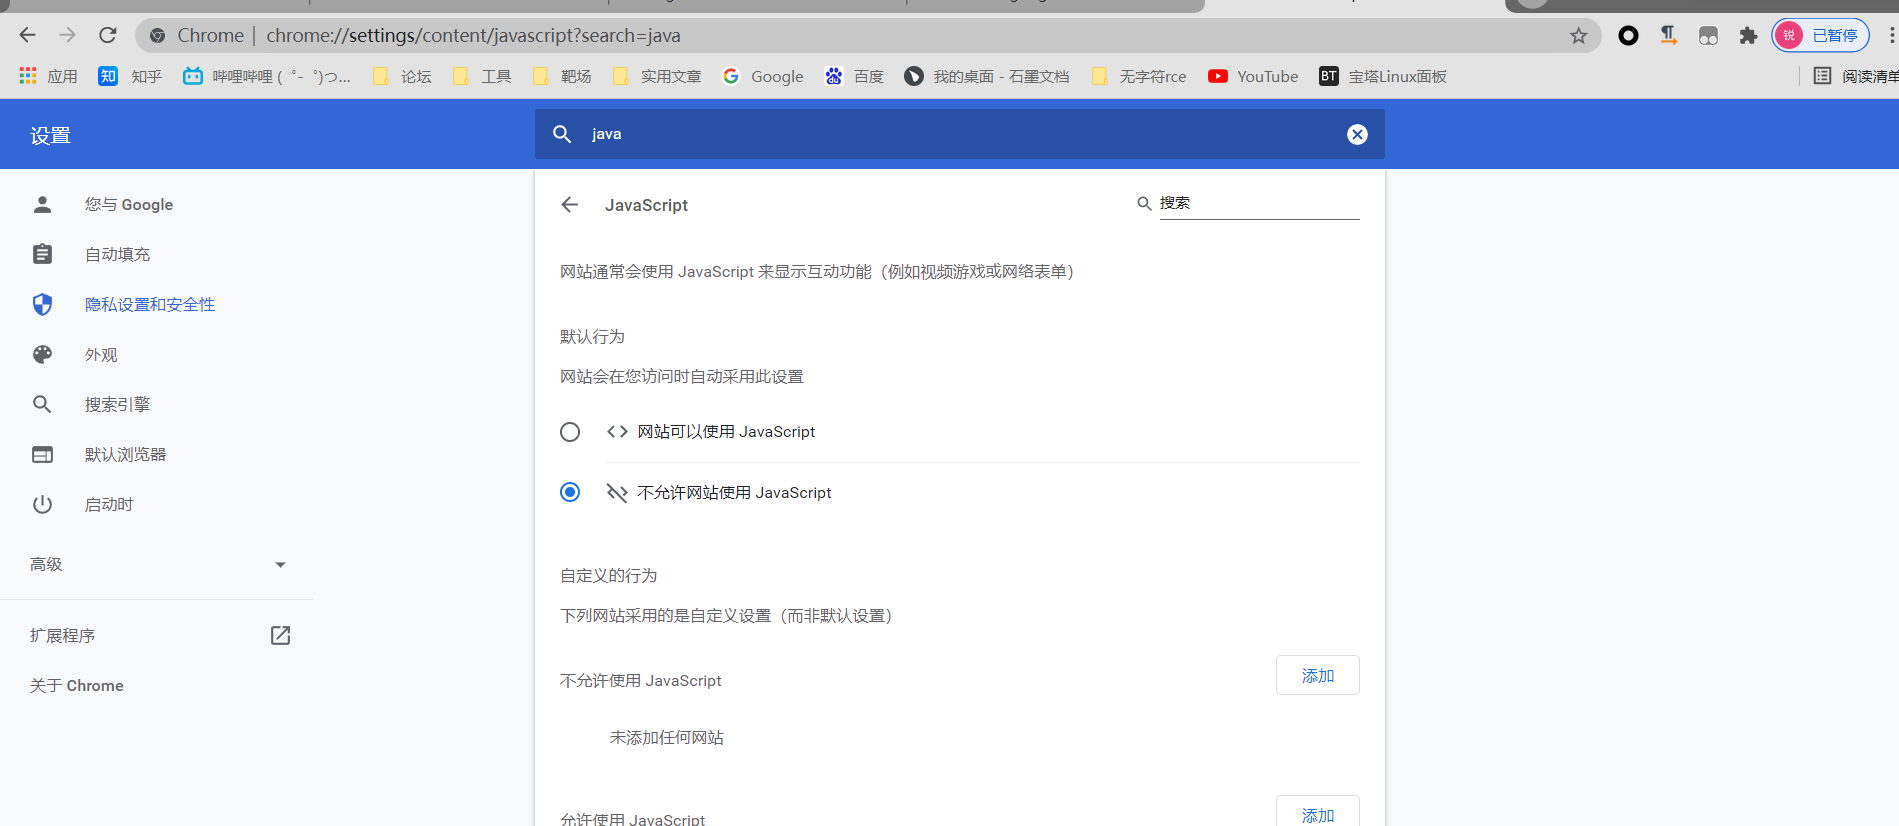 Chrome | chrome://settings/content/javascript?search=java
锐 已暂停
应用 知 知乎 哔哩哔哩 (゜-゜)つ... 论坛 工具 靶场 实用文章 Google 百度 我的桌面 - 石墨文档 无字符rce YouTube BT 宝塔Linux面板 阅读清单
设置
java
您与 Google
自动填充
隐私设置和安全性
外观
搜索引擎
默认浏览器
启动时
高级
扩展程序
关于 Chrome
JavaScript
搜索
网站通常会使用 JavaScript 来显示互动功能（例如视频游戏或网络表单）
默认行为
网站会在您访问时自动采用此设置
网站可以使用 JavaScript
不允许网站使用 JavaScript
自定义的行为
下列网站采用的是自定义设置（而非默认设置）
不允许使用 JavaScript
添加
未添加任何网站
允许使用 JavaScript
添加